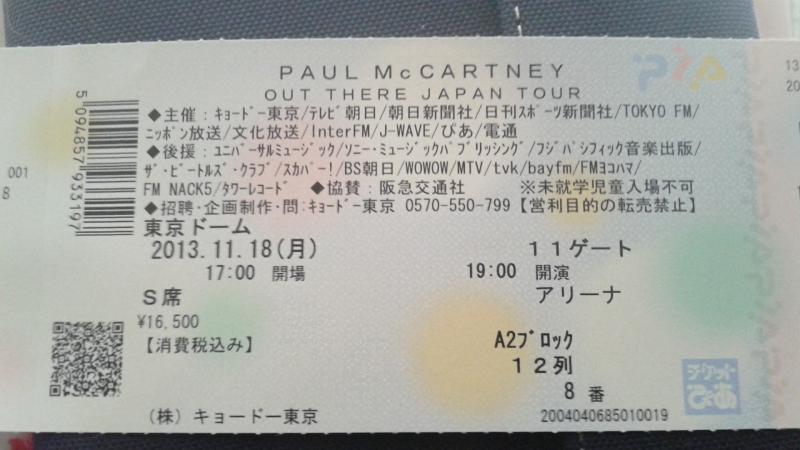 PAUL McCARTNEY
OUT THERE JAPAN TOUR
◆主催:キョードー東京/テレビ朝日/朝日新聞社/日刊スポーツ新聞社/TOKYO FM/
ニッポン放送/文化放送/InterFM/J-WAVE/ぴあ/電通
◆後援:ユニバーサルミュージック/ソニー・ミュージックパブリッシング/フジパシフィック音楽出版/
ザ・ビートルズ・クラブ/スカパー!/BS朝日/WOWOW/MTV/tvk/bayfm/FMヨコハマ/
FM NACK5/タワーレコード ◆協賛:阪急交通社 ※未就学児童入場不可
◆招聘・企画制作・問:キョードー東京 0570-550-799【営利目的の転売禁止】
東京ドーム
2013.11.18(月) 11ゲート
17:00 開場 19:00 開演
S席 アリーナ
¥16,500
【消費税込み】
A2ブロック
12列
8番
(株)キョードー東京
2004040685010019
5094857933197
001
8
13
20
PIA
チケットぴあ